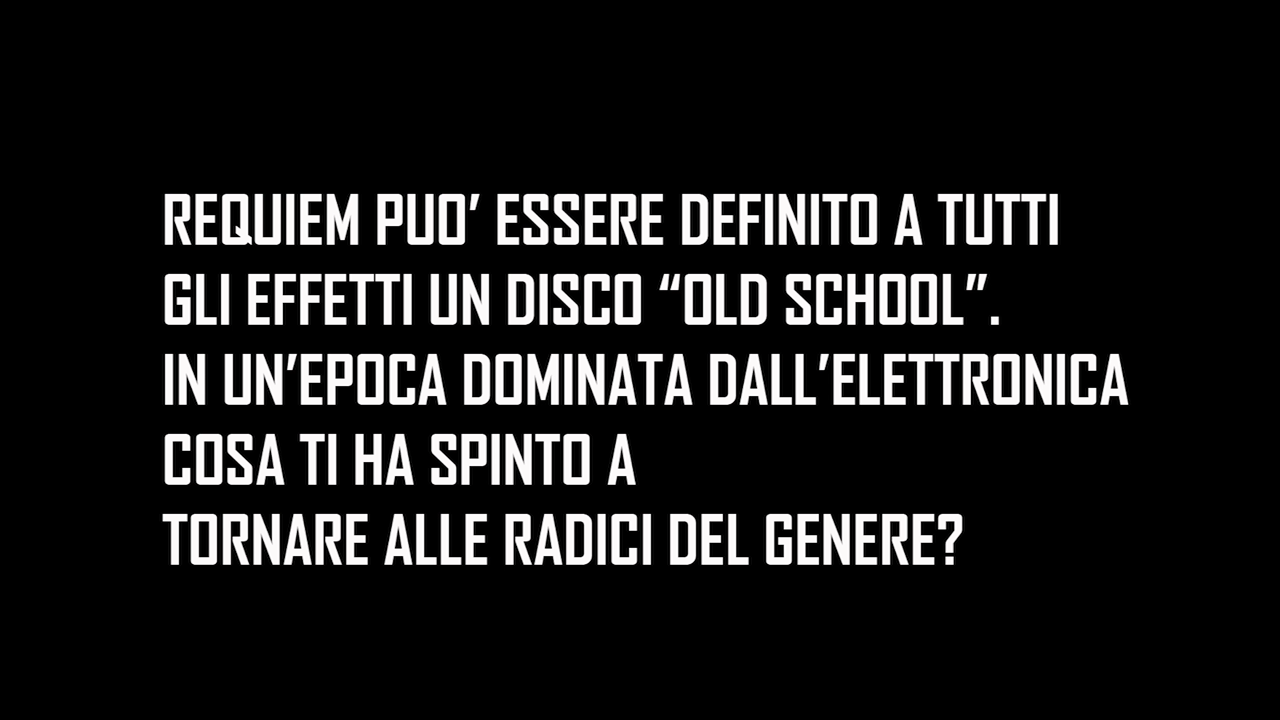 REQUIEM PUO’ ESSERE DEFINITO A TUTTI
GLI EFFETTI UN DISCO “OLD SCHOOL”.
IN UN’EPOCA DOMINATA DALL’ELETTRONICA
COSA TI HA SPINTO A
TORNARE ALLE RADICI DEL GENERE?